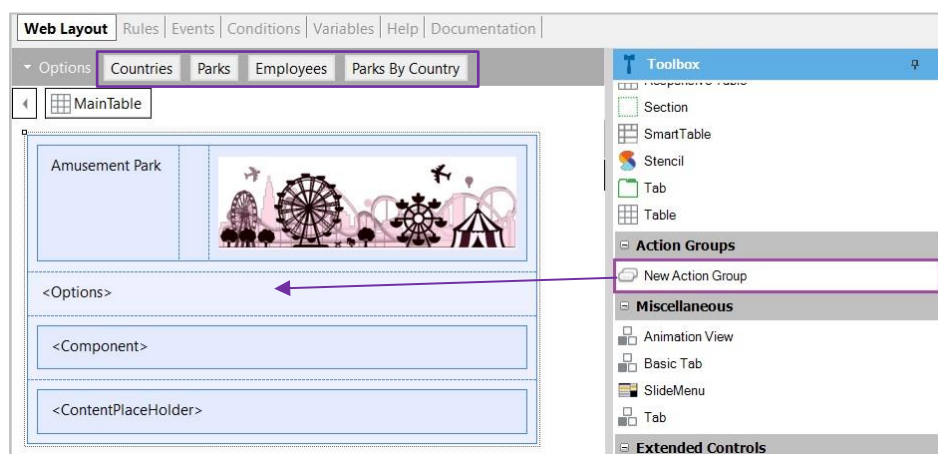 Web Layout Rules Events Conditions Variables Help Documentation
Options Countries Parks Employees Parks By Country
MainTable
Amusement Park
<Options>
<Component>
<ContentPlaceHolder>
Toolbox
Section
SmartTable
Stencil
Tab
Table
Action Groups
New Action Group
Miscellaneous
Animation View
Basic Tab
SlideMenu
Tab
Extended Controls